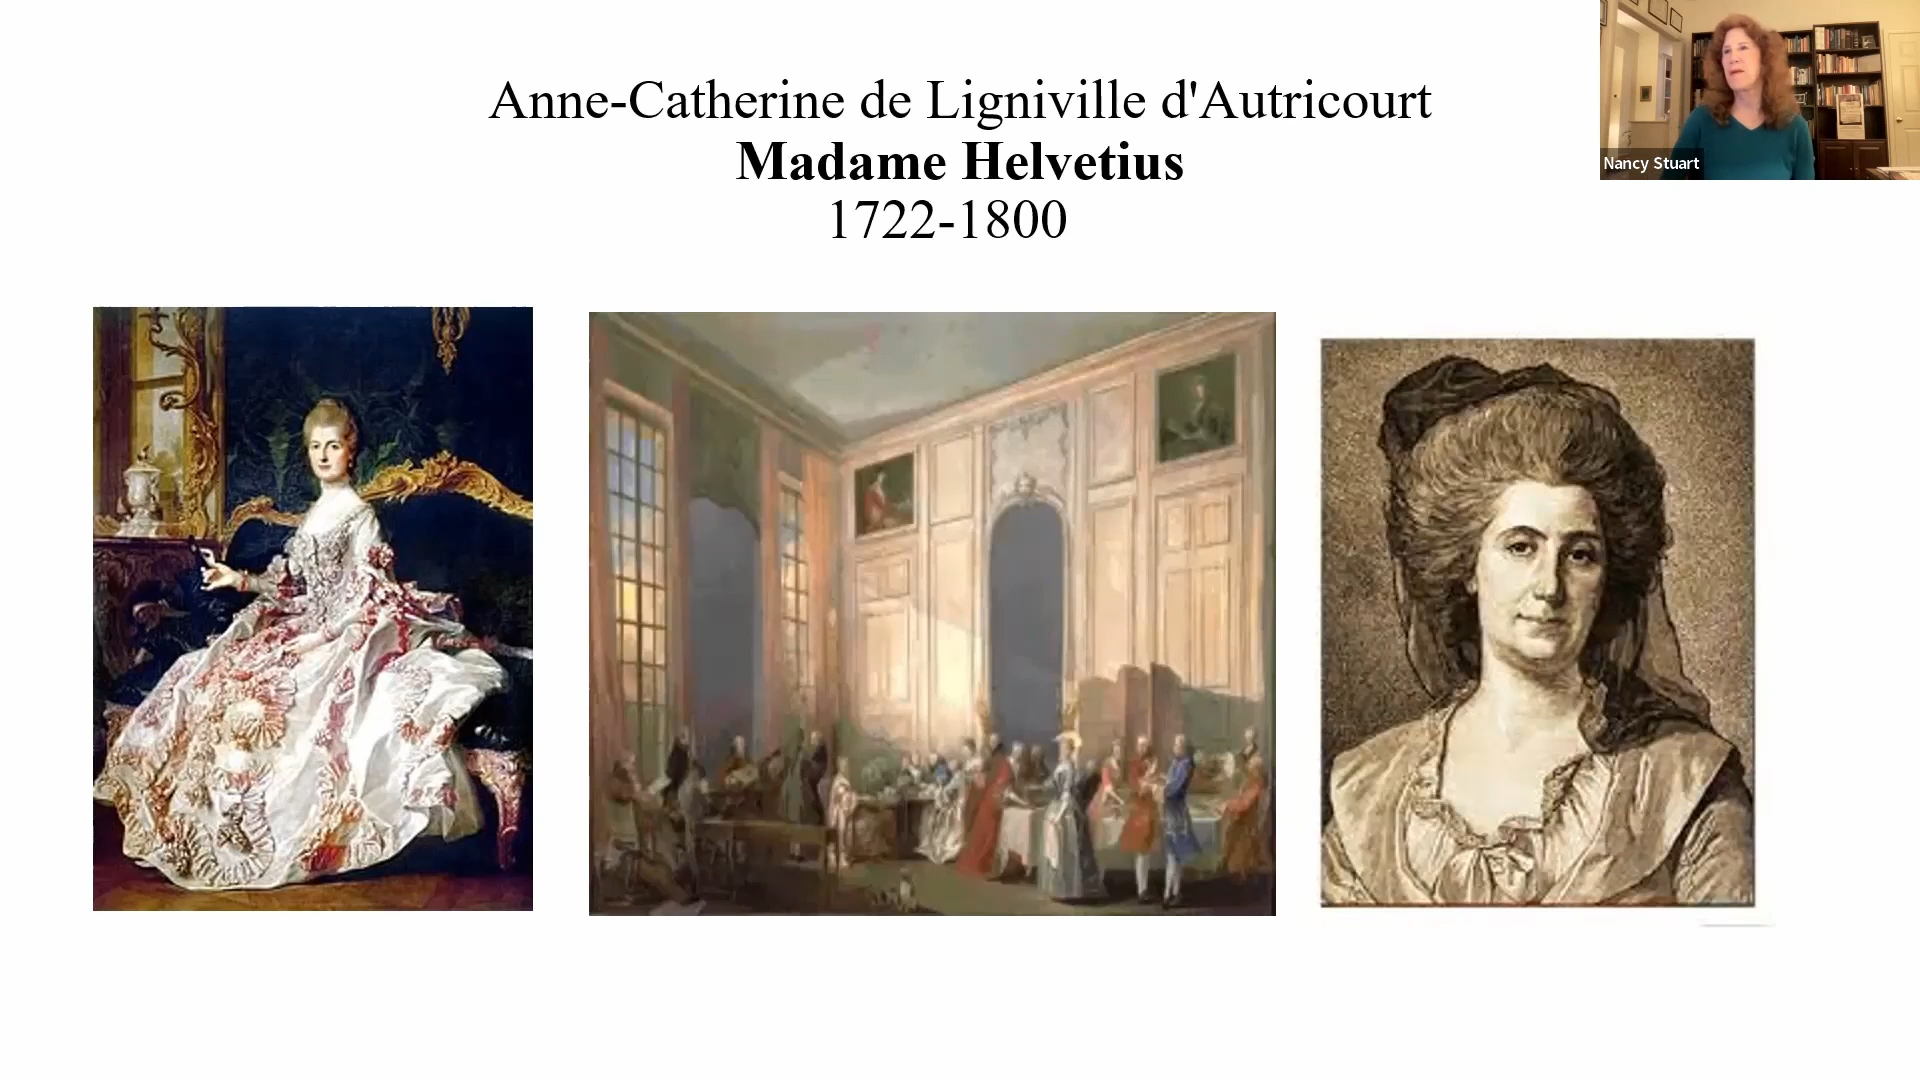 Anne-Catherine de Ligniville d'Autricourt
Madame Helvetius
1722-1800
Nancy Stuart